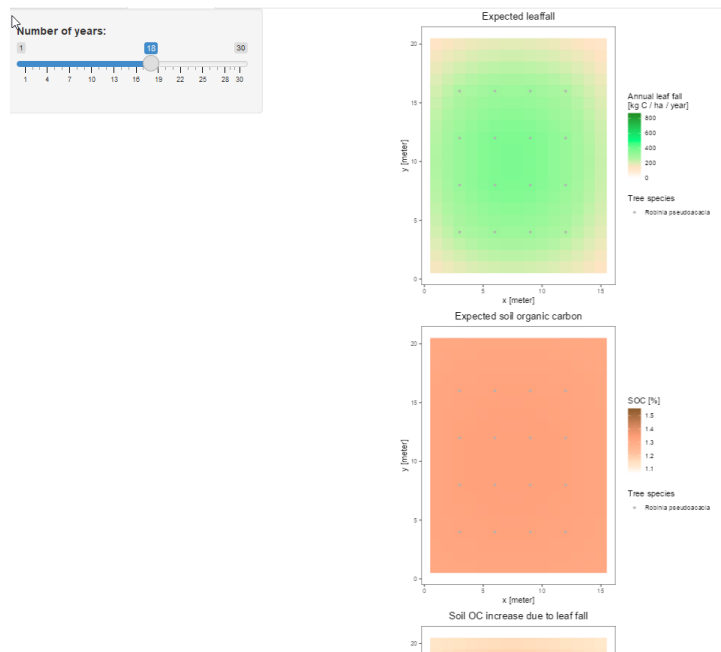 Number of years:
1 18 30
1 4 7 10 13 16 19 22 25 28 30
Expected leaffall
20
15
10
5
0
y [meter]
0 5 10 15
x [meter]
Annual leaf fall
[kg C / ha / year]
800
600
400
200
0
Tree species
Robinia pseudoacacia
Expected soil organic carbon
20
15
10
5
0
y [meter]
0 5 10 15
x [meter]
SOC [%]
1.5
1.4
1.3
1.2
1.1
Tree species
Robinia pseudoacacia
Soil OC increase due to leaf fall
20